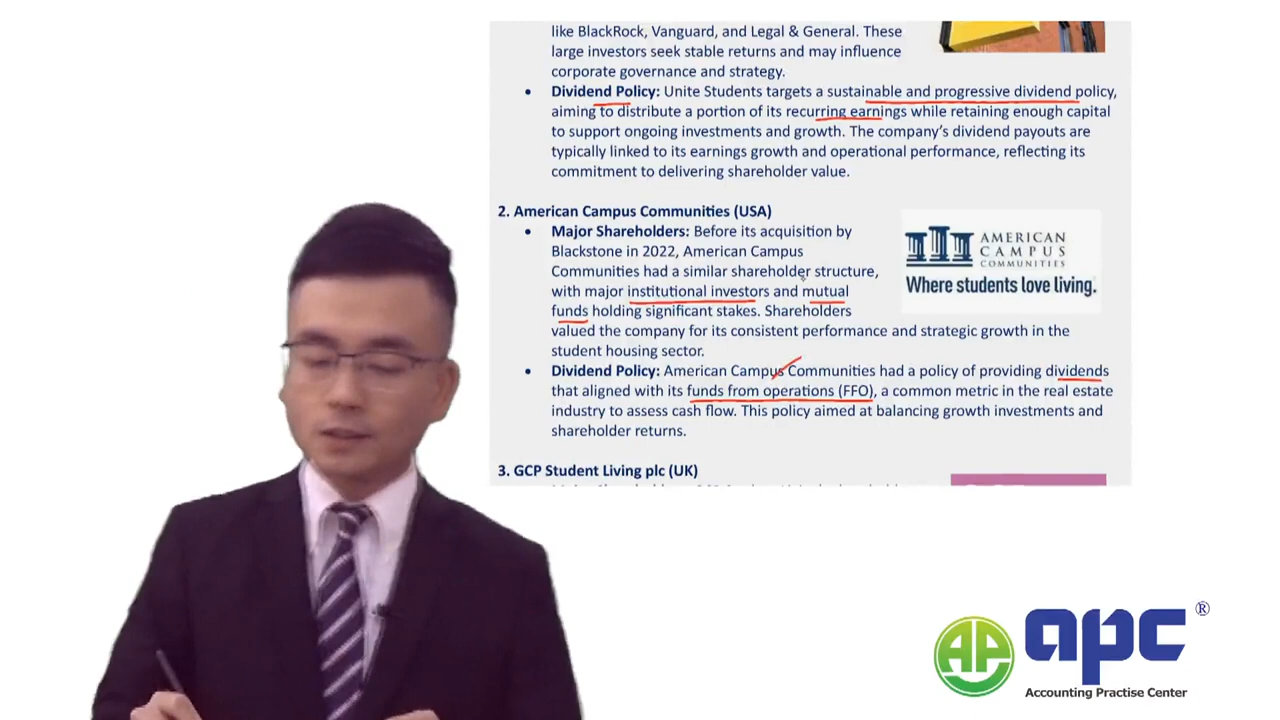 like BlackRock, Vanguard, and Legal & General. These
large investors seek stable returns and may influence
corporate governance and strategy.
• Dividend Policy: Unite Students targets a sustainable and progressive dividend policy,
aiming to distribute a portion of its recurring earnings while retaining enough capital
to support ongoing investments and growth. The company's dividend payouts are
typically linked to its earnings growth and operational performance, reflecting its
commitment to delivering shareholder value.
2. American Campus Communities (USA)
• Major Shareholders: Before its acquisition by
Blackstone in 2022, American Campus
Communities had a similar shareholder structure,
with major institutional investors and mutual
funds holding significant stakes. Shareholders
valued the company for its consistent performance and strategic growth in the
student housing sector.
AMERICAN
CAMPUS
COMMUNITIES
Where students love living.
• Dividend Policy: American Campus Communities had a policy of providing dividends
that aligned with its funds from operations (FFO), a common metric in the real estate
industry to assess cash flow. This policy aimed at balancing growth investments and
shareholder returns.
3. GCP Student Living plc (UK)
AP
apc ®
Accounting Practise Center